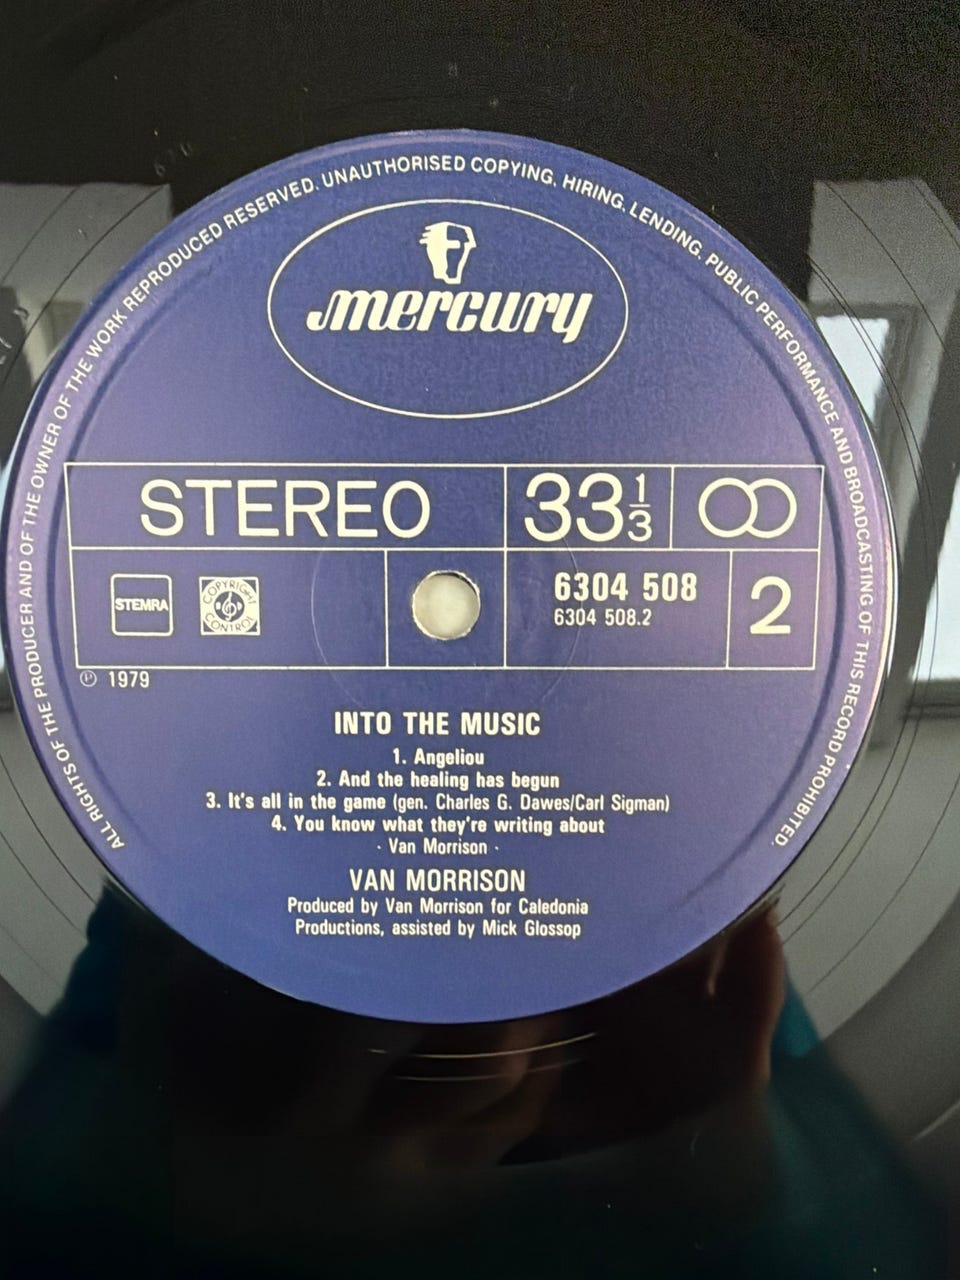 ALL RIGHTS OF THE PRODUCER AND OF THE OWNER OF THE WORK REPRODUCED RESERVED. UNAUTHORISED COPYING, HIRING, LENDING, PUBLIC PERFORMANCE AND BROADCASTING OF THIS RECORD PROHIBITED.
mercury
STEREO 33 1/3
STEMRA COPYRIGHT CONTROL 6304 508 2
6304 508.2
℗ 1979
INTO THE MUSIC
1. Angeliou
2. And the healing has begun
3. It's all in the game (gen. Charles G. Dawes/Carl Sigman)
4. You know what they're writing about
· Van Morrison ·
VAN MORRISON
Produced by Van Morrison for Caledonia
Productions, assisted by Mick Glossop